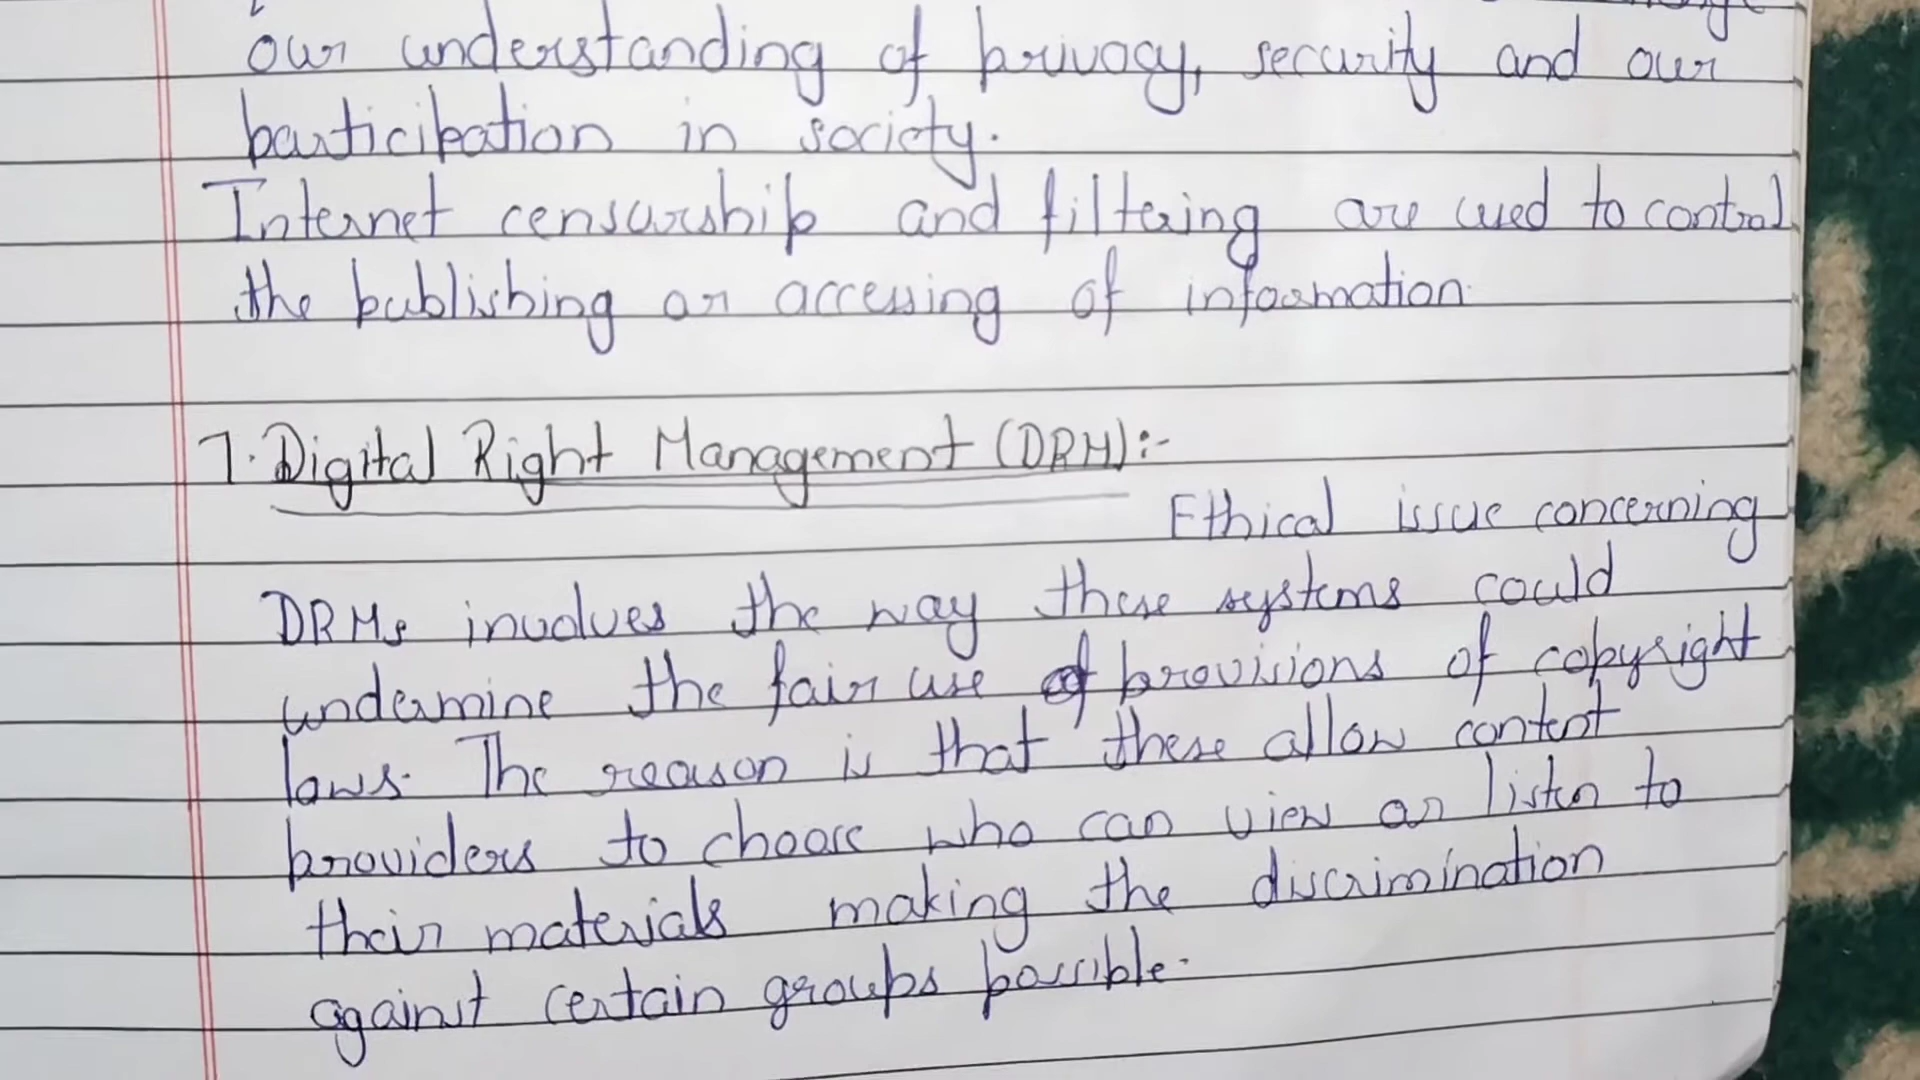 our understanding of privacy, security and our
participation in society.
Internet censurship and filtering are used to control
the publishing or accessing of information.
7. Digital Right Management (DRM):-
Ethical issue concerning
DRMs involves the way these systems could
undermine the fair use of provisions of copyright
laws. The reason is that these allow content
providers to choose who can view or listen to
their materials making the discrimination
against certain groups possible.